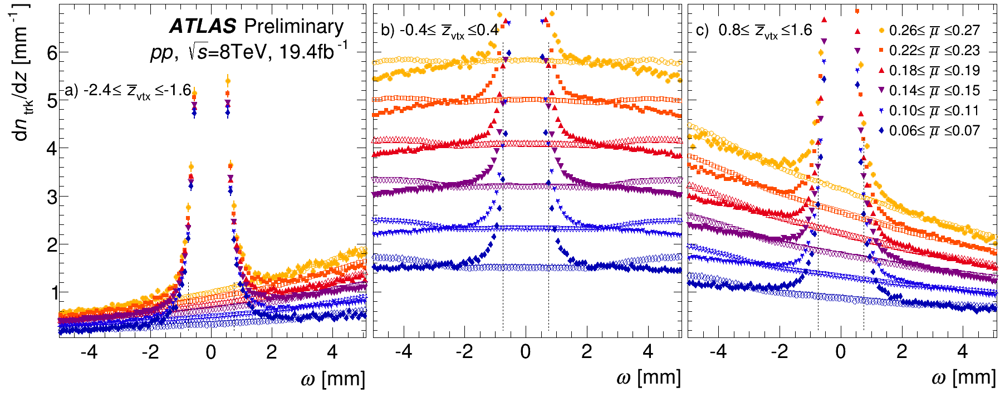 ATLAS Preliminary
pp, √s=8TeV, 19.4fb⁻¹
a) -2.4≤ z̅vtx ≤-1.6
b) -0.4≤ z̅vtx ≤0.4
c) 0.8≤ z̅vtx ≤1.6
0.26≤ μ̅ ≤0.27
0.22≤ μ̅ ≤0.23
0.18≤ μ̅ ≤0.19
0.14≤ μ̅ ≤0.15
0.10≤ μ̅ ≤0.11
0.06≤ μ̅ ≤0.07
dntrk/dz [mm⁻¹]
6
5
4
3
2
1
-4 -2 0 2 4
-4 -2 0 2 4
-4 -2 0 2 4
ω [mm]
ω [mm]
ω [mm]